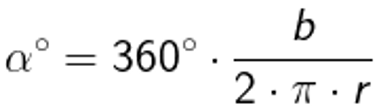 α° = 360° · b / (2 · π · r)